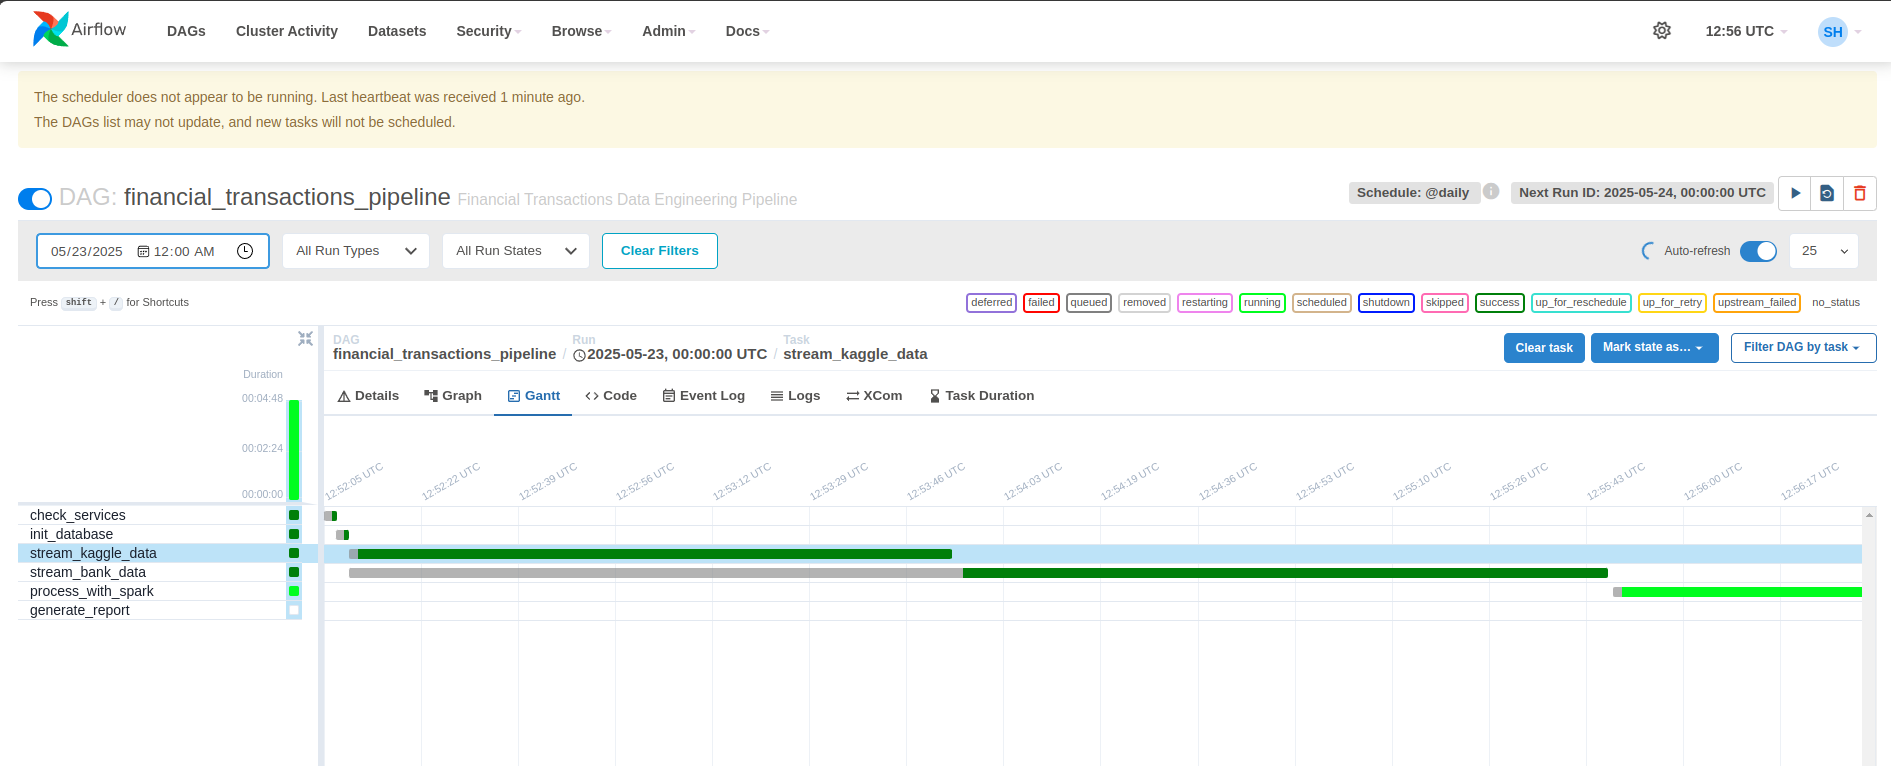 Airflow DAGs Cluster Activity Datasets Security Browse Admin Docs 12:56 UTC SH
The scheduler does not appear to be running. Last heartbeat was received 1 minute ago.
The DAGs list may not update, and new tasks will not be scheduled.
DAG: financial_transactions_pipeline Financial Transactions Data Engineering Pipeline Schedule: @daily i Next Run ID: 2025-05-24, 00:00:00 UTC
05/23/2025 12:00 AM All Run Types All Run States Clear Filters Auto-refresh 25
Press shift + / for Shortcuts deferred failed queued removed restarting running scheduled shutdown skipped success up_for_reschedule up_for_retry upstream_failed no_status
DAG Run Task
financial_transactions_pipeline / 2025-05-23, 00:00:00 UTC / stream_kaggle_data Clear task Mark state as... Filter DAG by task
Duration
00:04:48
00:02:24
00:00:00
Details Graph Gantt Code Event Log Logs XCom Task Duration
12:52:05 UTC 12:52:22 UTC 12:52:39 UTC 12:52:56 UTC 12:53:12 UTC 12:53:29 UTC 12:53:46 UTC 12:54:03 UTC 12:54:19 UTC 12:54:36 UTC 12:54:53 UTC 12:55:10 UTC 12:55:26 UTC 12:55:43 UTC 12:56:00 UTC 12:56:17 UTC
check_services
init_database
stream_kaggle_data
stream_bank_data
process_with_spark
generate_report